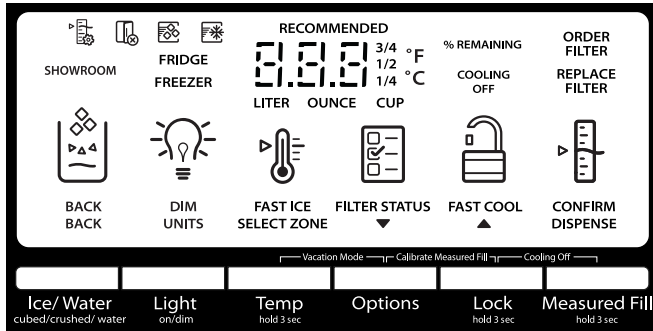 RECOMMENDED
SHOWROOM
FRIDGE
FREEZER
8.8.8
3/4
1/2
1/4
°F
°C
LITER OUNCE CUP
% REMAINING
COOLING
OFF
ORDER
FILTER
REPLACE
FILTER
BACK
BACK
DIM
UNITS
FAST ICE
SELECT ZONE
FILTER STATUS
FAST COOL
CONFIRM
DISPENSE
Vacation Mode
Calibrate Measured Fill
Cooling Off
Ice/ Water
cubed/crushed/ water
Light
on/dim
Temp
hold 3 sec
Options
Lock
hold 3 sec
Measured Fill
hold 3 sec